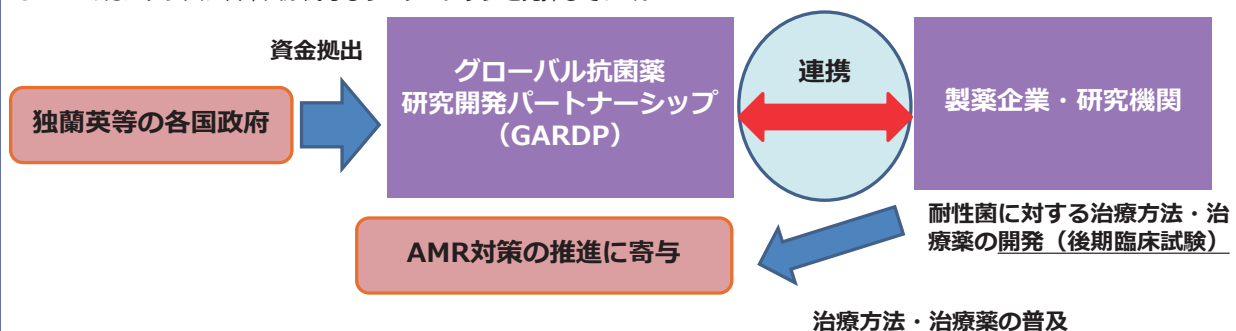 資金拠出
独蘭英等の各国政府
グローバル抗菌薬
研究開発パートナーシップ
（GARDP）
連携
製薬企業・研究機関
耐性菌に対する治療方法・治
療薬の開発（後期臨床試験）
AMR対策の推進に寄与
治療方法・治療薬の普及